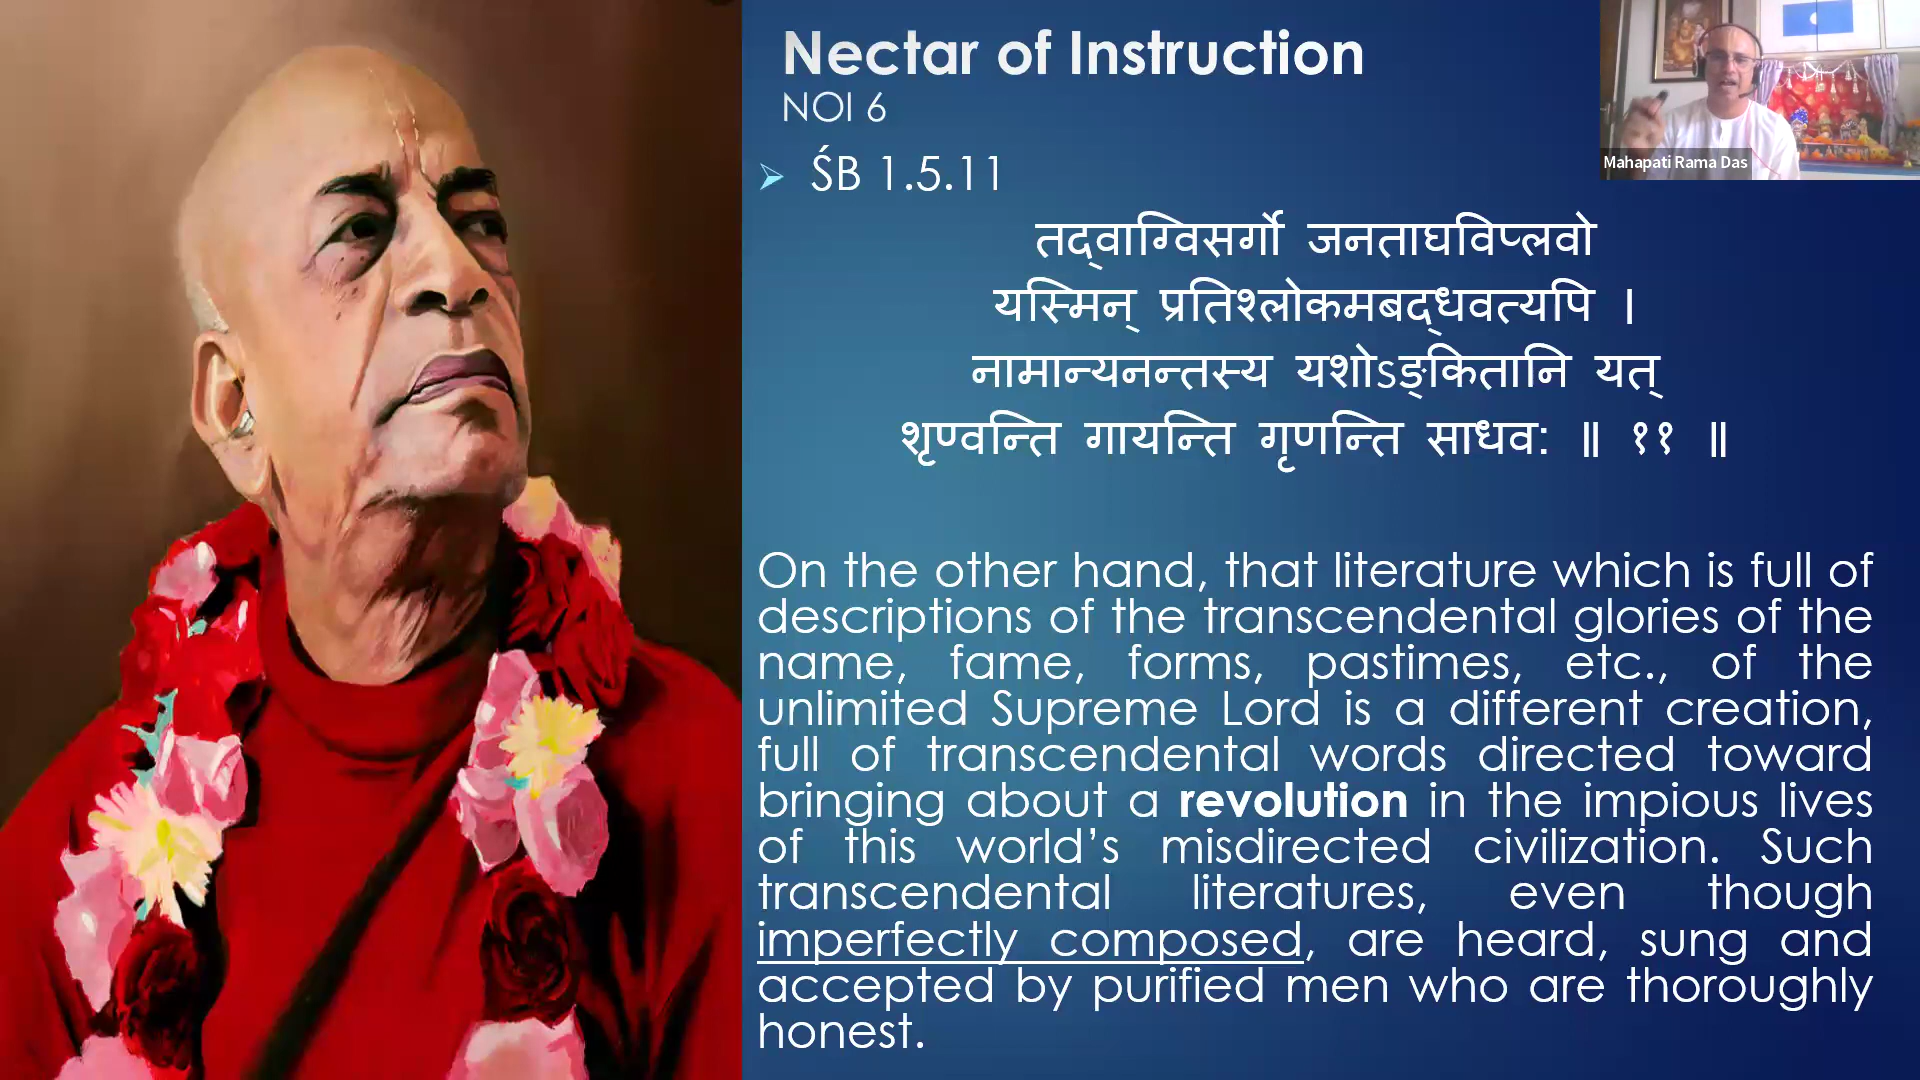 Nectar of Instruction
NOI 6
ŚB 1.5.11
तद्वाग्विसर्गो जनताघविप्लवो
यस्मिन् प्रतिश्लोकमबद्धवत्यपि ।
नामान्यनन्तस्य यशोऽङ्कितानि यत्
श‍ृण्वन्ति गायन्ति गृणन्ति साधव: ॥ ११ ॥
On the other hand, that literature which is full of
descriptions of the transcendental glories of the
name, fame, forms, pastimes, etc., of the
unlimited Supreme Lord is a different creation,
full of transcendental words directed toward
bringing about a revolution in the impious lives
of this world’s misdirected civilization. Such
transcendental literatures, even though
imperfectly composed, are heard, sung and
accepted by purified men who are thoroughly
honest.
Mahapati Rama Das